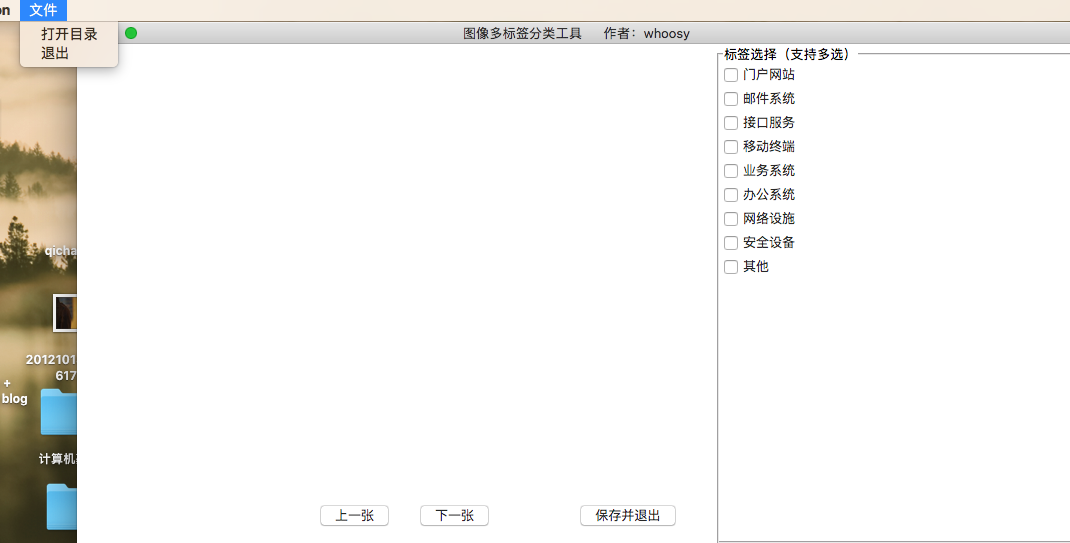 on 文件
打开目录
退出
图像多标签分类工具 作者：whoosy
标签选择（支持多选）
门户网站
邮件系统
接口服务
移动终端
业务系统
办公系统
网络设施
安全设备
其他
qicha
2012101
617
+
blog
计算机
上一张 下一张 保存并退出